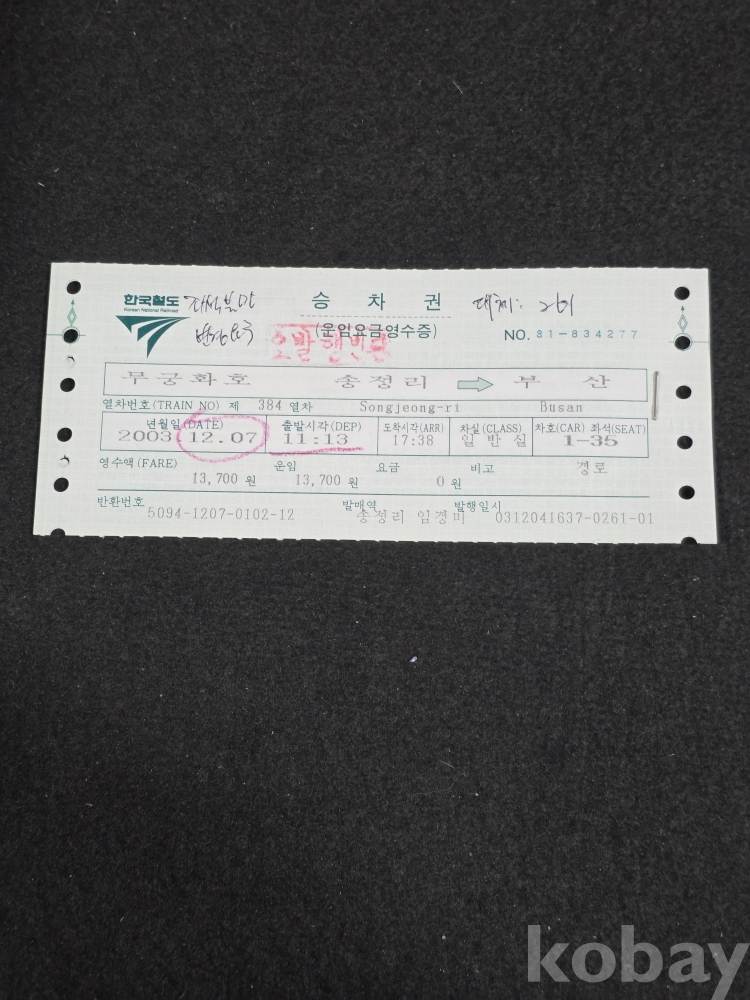 한국철도
Korean National Railroad
승 차 권
(운임요금영수증)
대체: 261
NO. 81-834277
무궁화호 송정리 부 산
열차번호(TRAIN NO) 제 384 열차 Songjeong-ri Busan
년월일(DATE) 출발시각(DEP) 도착시각(ARR) 차실(CLASS) 차호(CAR) 좌석(SEAT)
2003 12.07 11:13 17:38 일반실 1-35
영수액(FARE) 운임 요금 비고 경로
13,700 원 13,700 원 0 원
반환번호 발매역 발행일시
5094-1207-0102-12 송정리 임경미 0312041637-0261-01
kobay